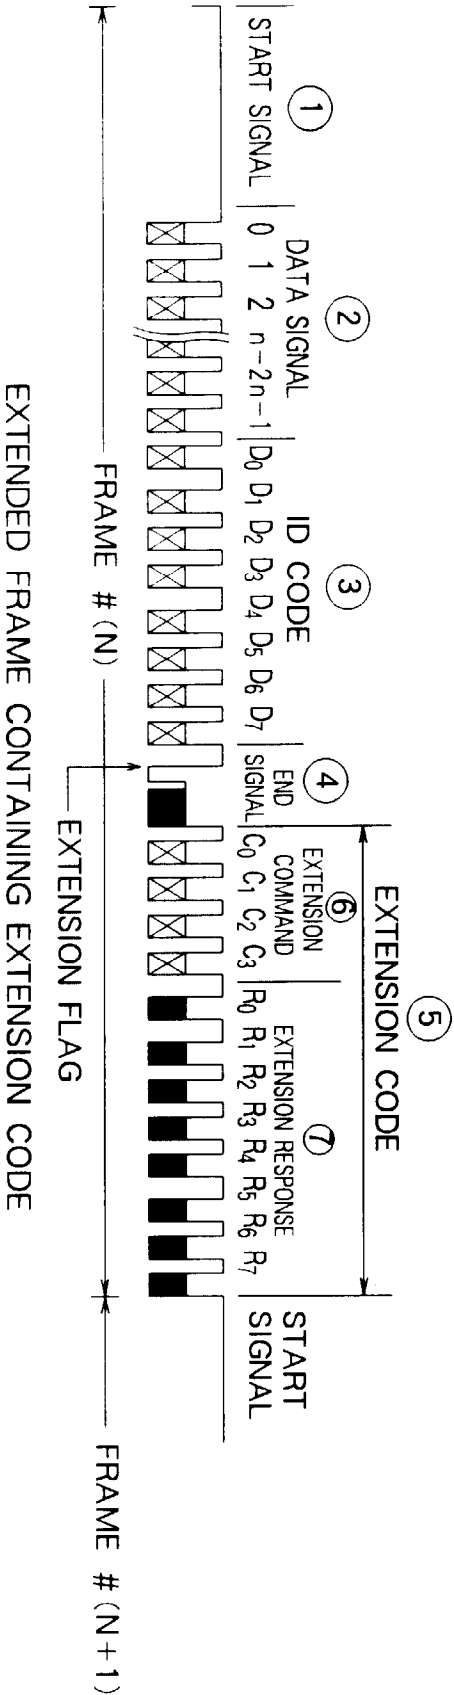 ① ② ③ ④ ⑤
EXTENSION CODE
⑥ ⑦
START SIGNAL
DATA SIGNAL
0 1 2 n-2 n-1
ID CODE
D0 D1 D2 D3 D4 D5 D6 D7
END
SIGNAL
EXTENSION
COMMAND
C0 C1 C2 C3
EXTENSION RESPONSE
R0 R1 R2 R3 R4 R5 R6 R7
START
SIGNAL
EXTENSION FLAG
FRAME #(N)
FRAME #(N+1)
EXTENDED FRAME CONTAINING EXTENSION CODE